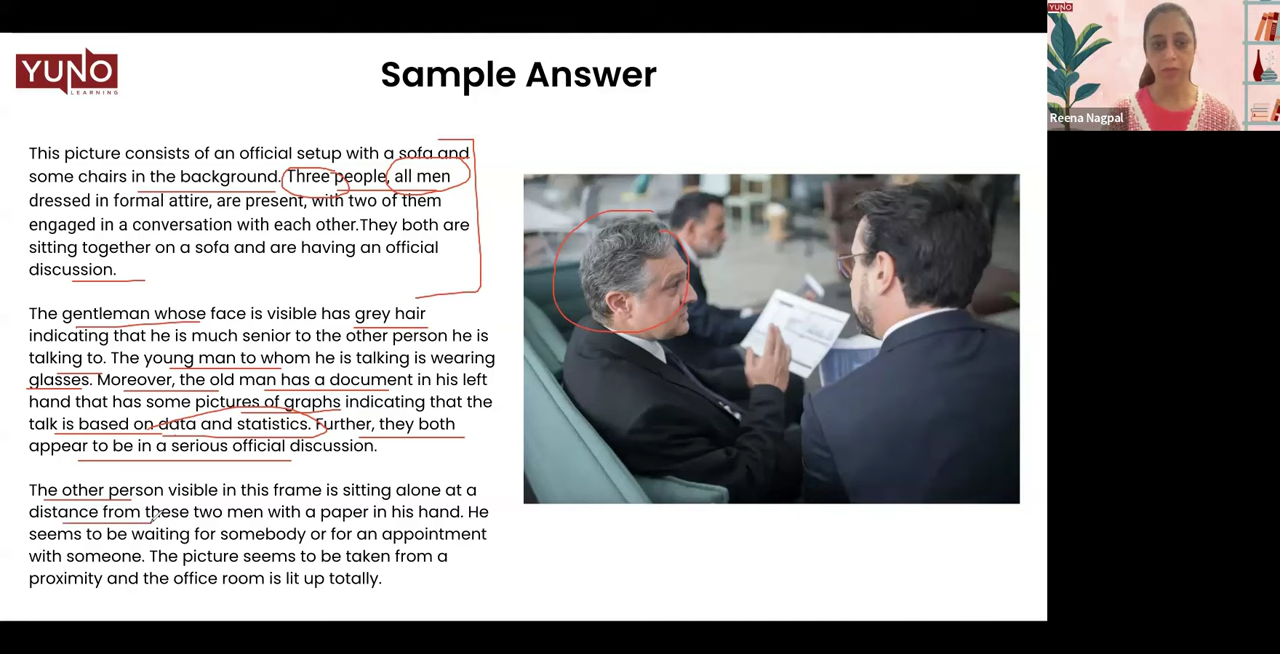 YUNO
LEARNING
Sample Answer
YUNO
Reena Nagpal
This picture consists of an official setup with a sofa and
some chairs in the background. Three people, all men
dressed in formal attire, are present, with two of them
engaged in a conversation with each other.They both are
sitting together on a sofa and are having an official
discussion.
The gentleman whose face is visible has grey hair
indicating that he is much senior to the other person he is
talking to. The young man to whom he is talking is wearing
glasses. Moreover, the old man has a document in his left
hand that has some pictures of graphs indicating that the
talk is based on data and statistics. Further, they both
appear to be in a serious official discussion.
The other person visible in this frame is sitting alone at a
distance from these two men with a paper in his hand. He
seems to be waiting for somebody or for an appointment
with someone. The picture seems to be taken from a
proximity and the office room is lit up totally.